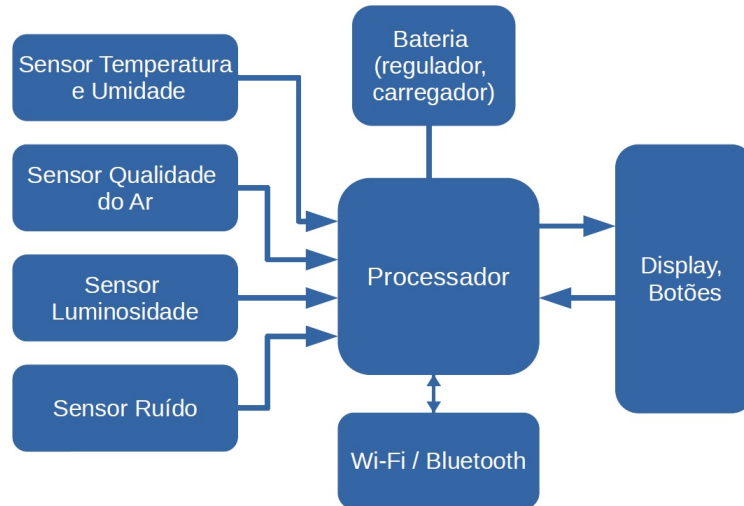 Sensor Temperatura
e Umidade
Bateria
(regulador,
carregador)
Sensor Qualidade
do Ar
Sensor
Luminosidade
Sensor Ruído
Processador
Display,
Botões
Wi-Fi / Bluetooth